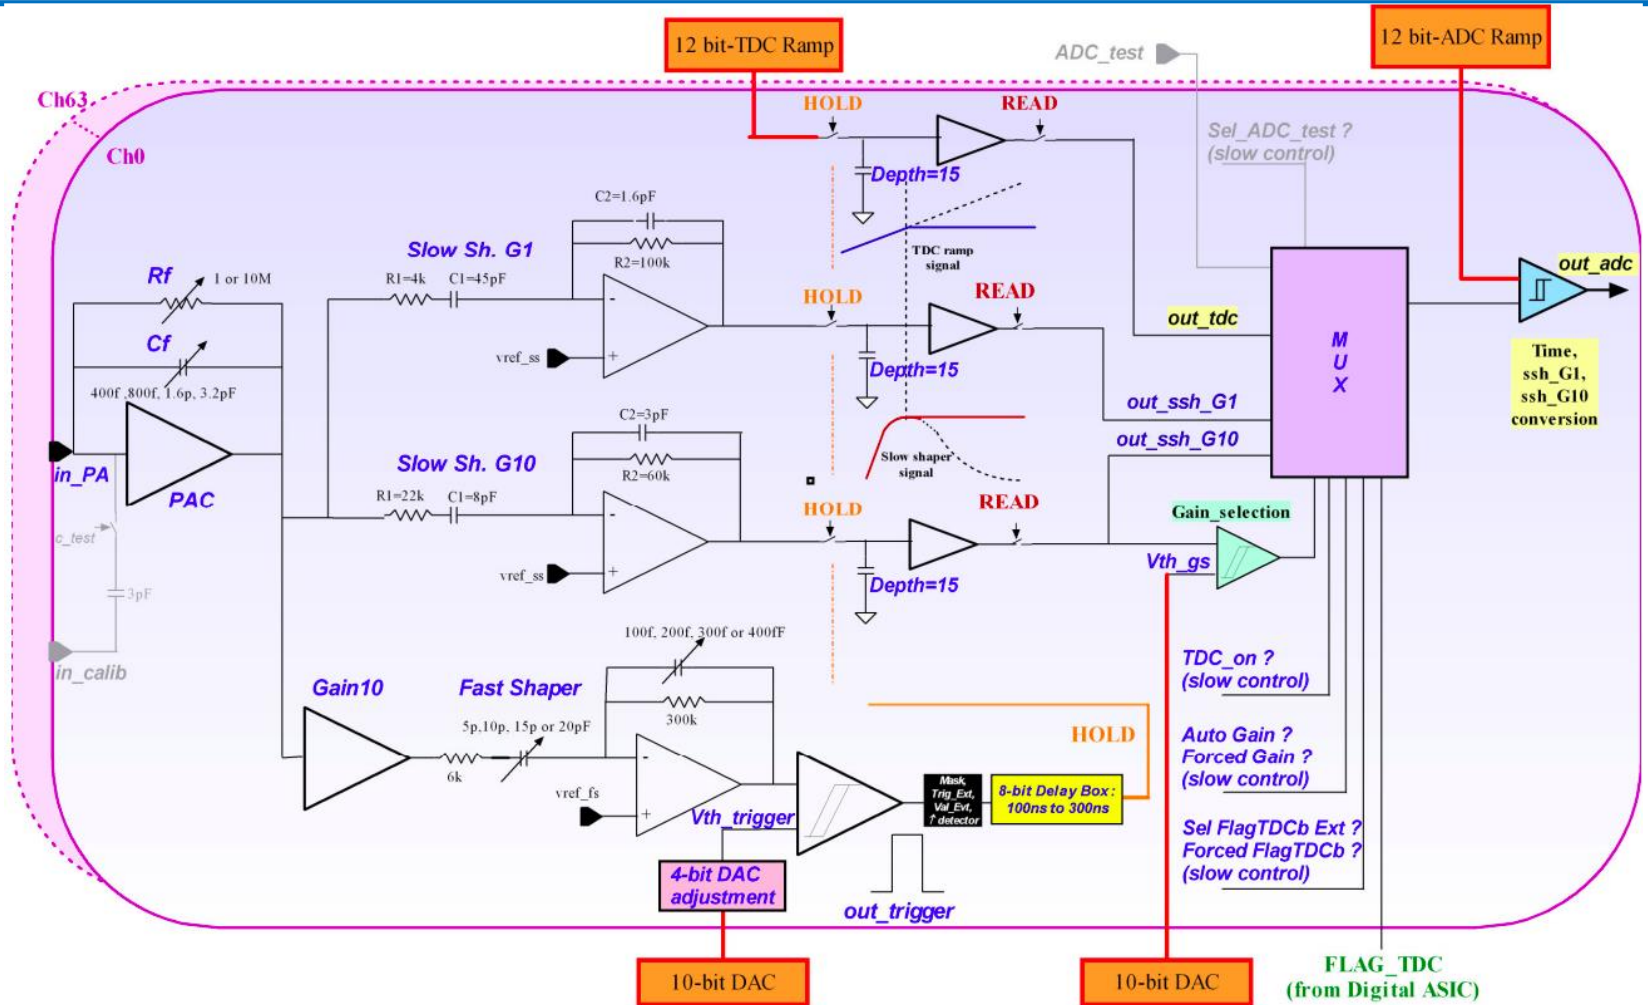 12 bit-TDC Ramp
12 bit-ADC Ramp
ADC_test
Ch63
Ch0
HOLD
READ
Sel_ADC_test ?
(slow control)
Depth=15
C2=1.6pF
Slow Sh. G1
R2=100k
TDC ramp
signal
Rf
1 or 10M
R1=4k
C1=45pF
HOLD
READ
out_adc
out_tdc
Cf
vref_ss
-
+
M
U
X
Time,
ssh_G1,
ssh_G10
conversion
400f ,800f, 1.6p, 3.2pF
Depth=15
out_ssh_G1
C2=3pF
out_ssh_G10
Slow Sh. G10
Slow shaper
signal
in_PA
PAC
R2=60k
R1=22k
C1=8pF
HOLD
READ
Gain_selection
-
+
c_test
vref_ss
Vth_gs
3pF
Depth=15
100f, 200f, 300f or 400fF
in_calib
TDC_on ?
(slow control)
Gain10
Fast Shaper
300k
5p,10p, 15p or 20pF
HOLD
Auto Gain ?
Forced Gain ?
(slow control)
6k
-
+
vref_fs
Mask,
Trig_Ext,
Val_Evt,
↑ detector
8-bit Delay Box :
100ns to 300ns
Vth_trigger
Sel FlagTDCb Ext ?
Forced FlagTDCb ?
(slow control)
4-bit DAC
adjustment
out_trigger
10-bit DAC
10-bit DAC
FLAG_TDC
(from Digital ASIC)